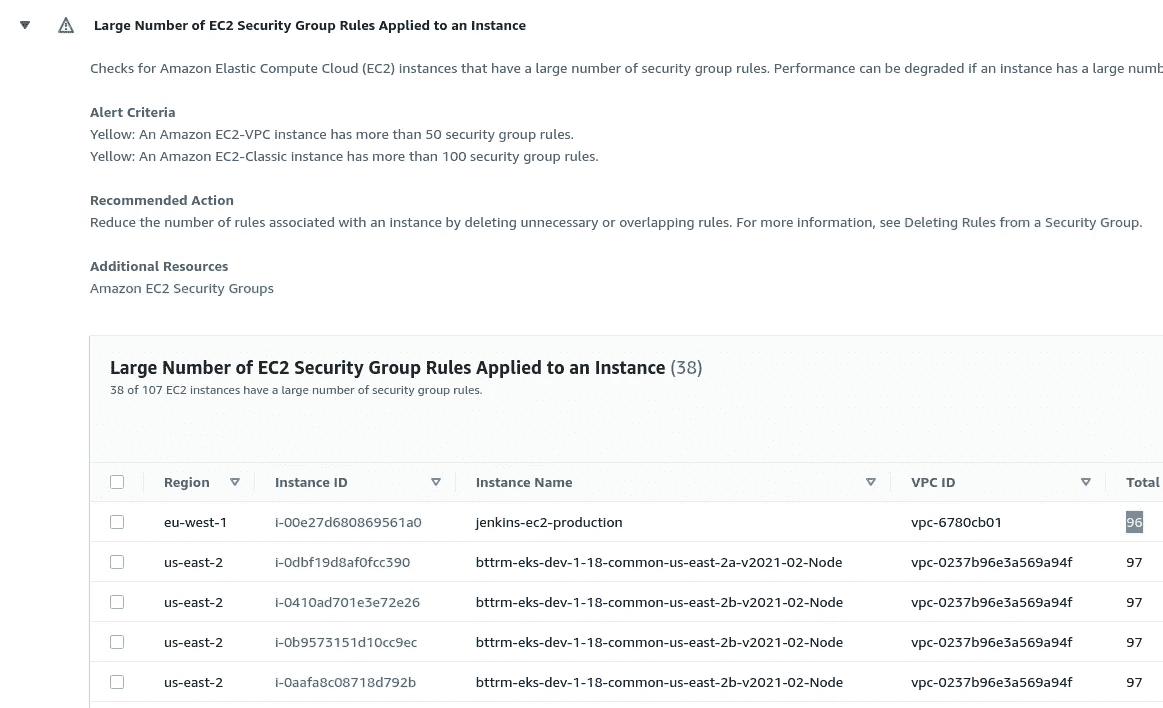 Large Number of EC2 Security Group Rules Applied to an Instance
Checks for Amazon Elastic Compute Cloud (EC2) instances that have a large number of security group rules. Performance can be degraded if an instance has a large numb
Alert Criteria
Yellow: An Amazon EC2-VPC instance has more than 50 security group rules.
Yellow: An Amazon EC2-Classic instance has more than 100 security group rules.
Recommended Action
Reduce the number of rules associated with an instance by deleting unnecessary or overlapping rules. For more information, see Deleting Rules from a Security Group.
Additional Resources
Amazon EC2 Security Groups
Large Number of EC2 Security Group Rules Applied to an Instance (38)
38 of 107 EC2 instances have a large number of security group rules.
Region Instance ID Instance Name VPC ID Total
eu-west-1 i-00e27d680869561a0 jenkins-ec2-production vpc-6780cb01 96
us-east-2 i-0dbf19d8af0fcc390 bttrm-eks-dev-1-18-common-us-east-2a-v2021-02-Node vpc-0237b96e3a569a94f 97
us-east-2 i-0410ad701e3e72e26 bttrm-eks-dev-1-18-common-us-east-2b-v2021-02-Node vpc-0237b96e3a569a94f 97
us-east-2 i-0b9573151d10cc9ec bttrm-eks-dev-1-18-common-us-east-2b-v2021-02-Node vpc-0237b96e3a569a94f 97
us-east-2 i-0aafa8c08718d792b bttrm-eks-dev-1-18-common-us-east-2b-v2021-02-Node vpc-0237b96e3a569a94f 97